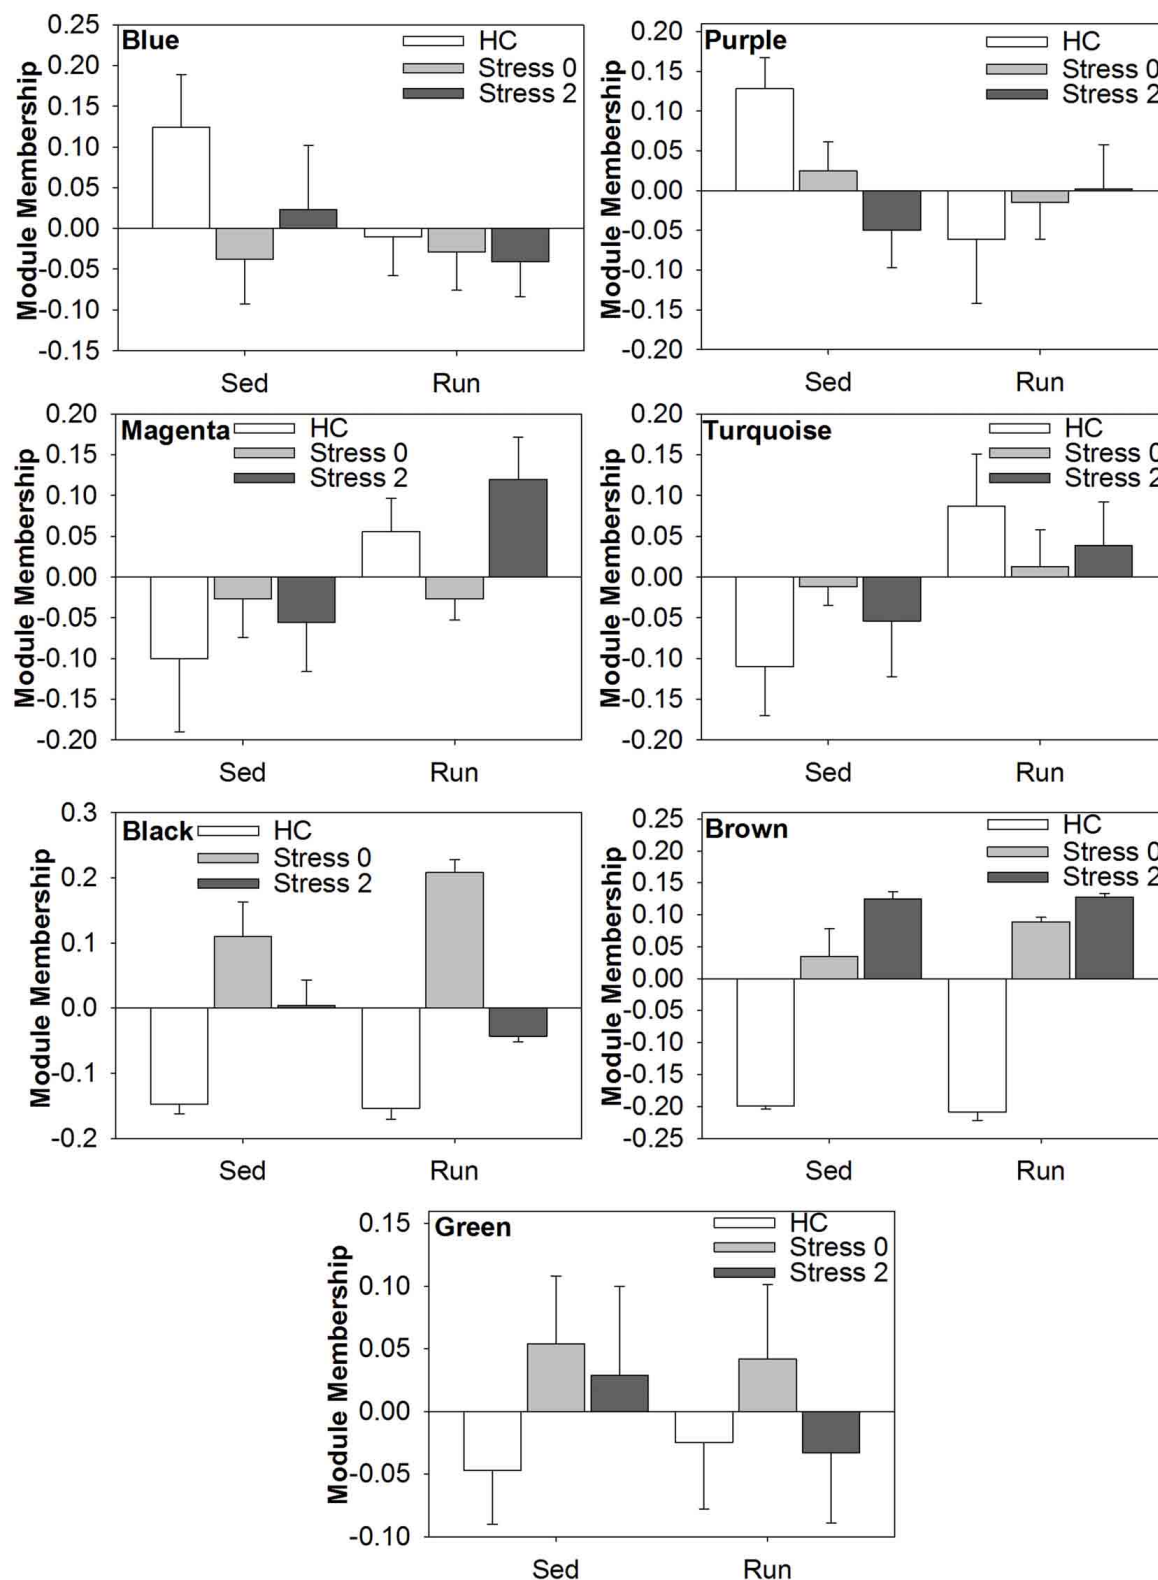 Blue
HC
Stress 0
Stress 2
Module Membership
0.25
0.20
0.15
0.10
0.05
0.00
-0.05
-0.10
-0.15
Sed
Run
Purple
HC
Stress 0
Stress 2
Module Membership
0.20
0.15
0.10
0.05
0.00
-0.05
-0.10
-0.15
-0.20
Sed
Run
Magenta
HC
Stress 0
Stress 2
Module Membership
0.20
0.15
0.10
0.05
0.00
-0.05
-0.10
-0.15
-0.20
Sed
Run
Turquoise
HC
Stress 0
Stress 2
Module Membership
0.20
0.15
0.10
0.05
0.00
-0.05
-0.10
-0.15
-0.20
Sed
Run
Black
HC
Stress 0
Stress 2
Module Membership
0.3
0.2
0.1
0.0
-0.1
-0.2
Sed
Run
Brown
HC
Stress 0
Stress 2
Module Membership
0.25
0.20
0.15
0.10
0.05
0.00
-0.05
-0.10
-0.15
-0.20
-0.25
Sed
Run
Green
HC
Stress 0
Stress 2
Module Membership
0.15
0.10
0.05
0.00
-0.05
-0.10
Sed
Run